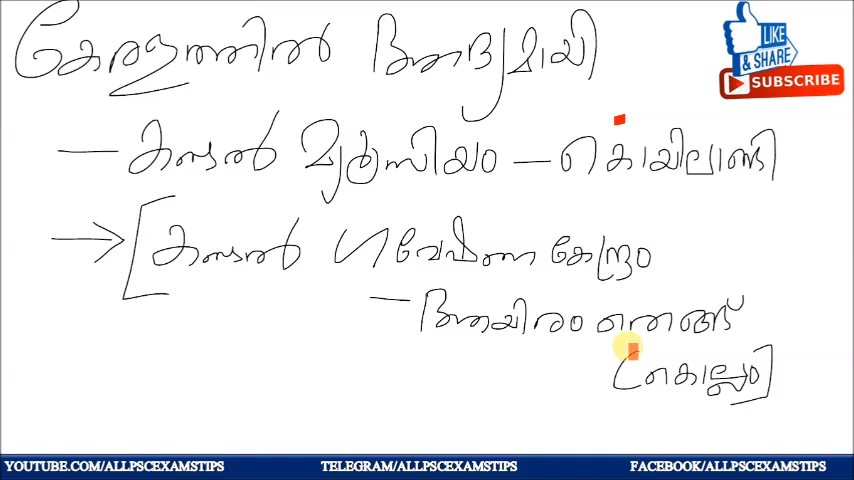 കേരളത്തിൽ ആദ്യമായി
LIKE
& SHARE
SUBSCRIBE
— കണ്ടൽ മ്യൂസിയം – കൊയിലാണ്ടി
→ [ കണ്ടൽ ഗവേഷണ കേന്ദ്രം
– ആയിരം തെങ്ങ്
(കൊല്ലം]
YOUTUBE.COM/ALLPSCEXAMSTIPS TELEGRAM/ALLPSCEXAMSTIPS FACEBOOK/ALLPSCEXAMSTIPS